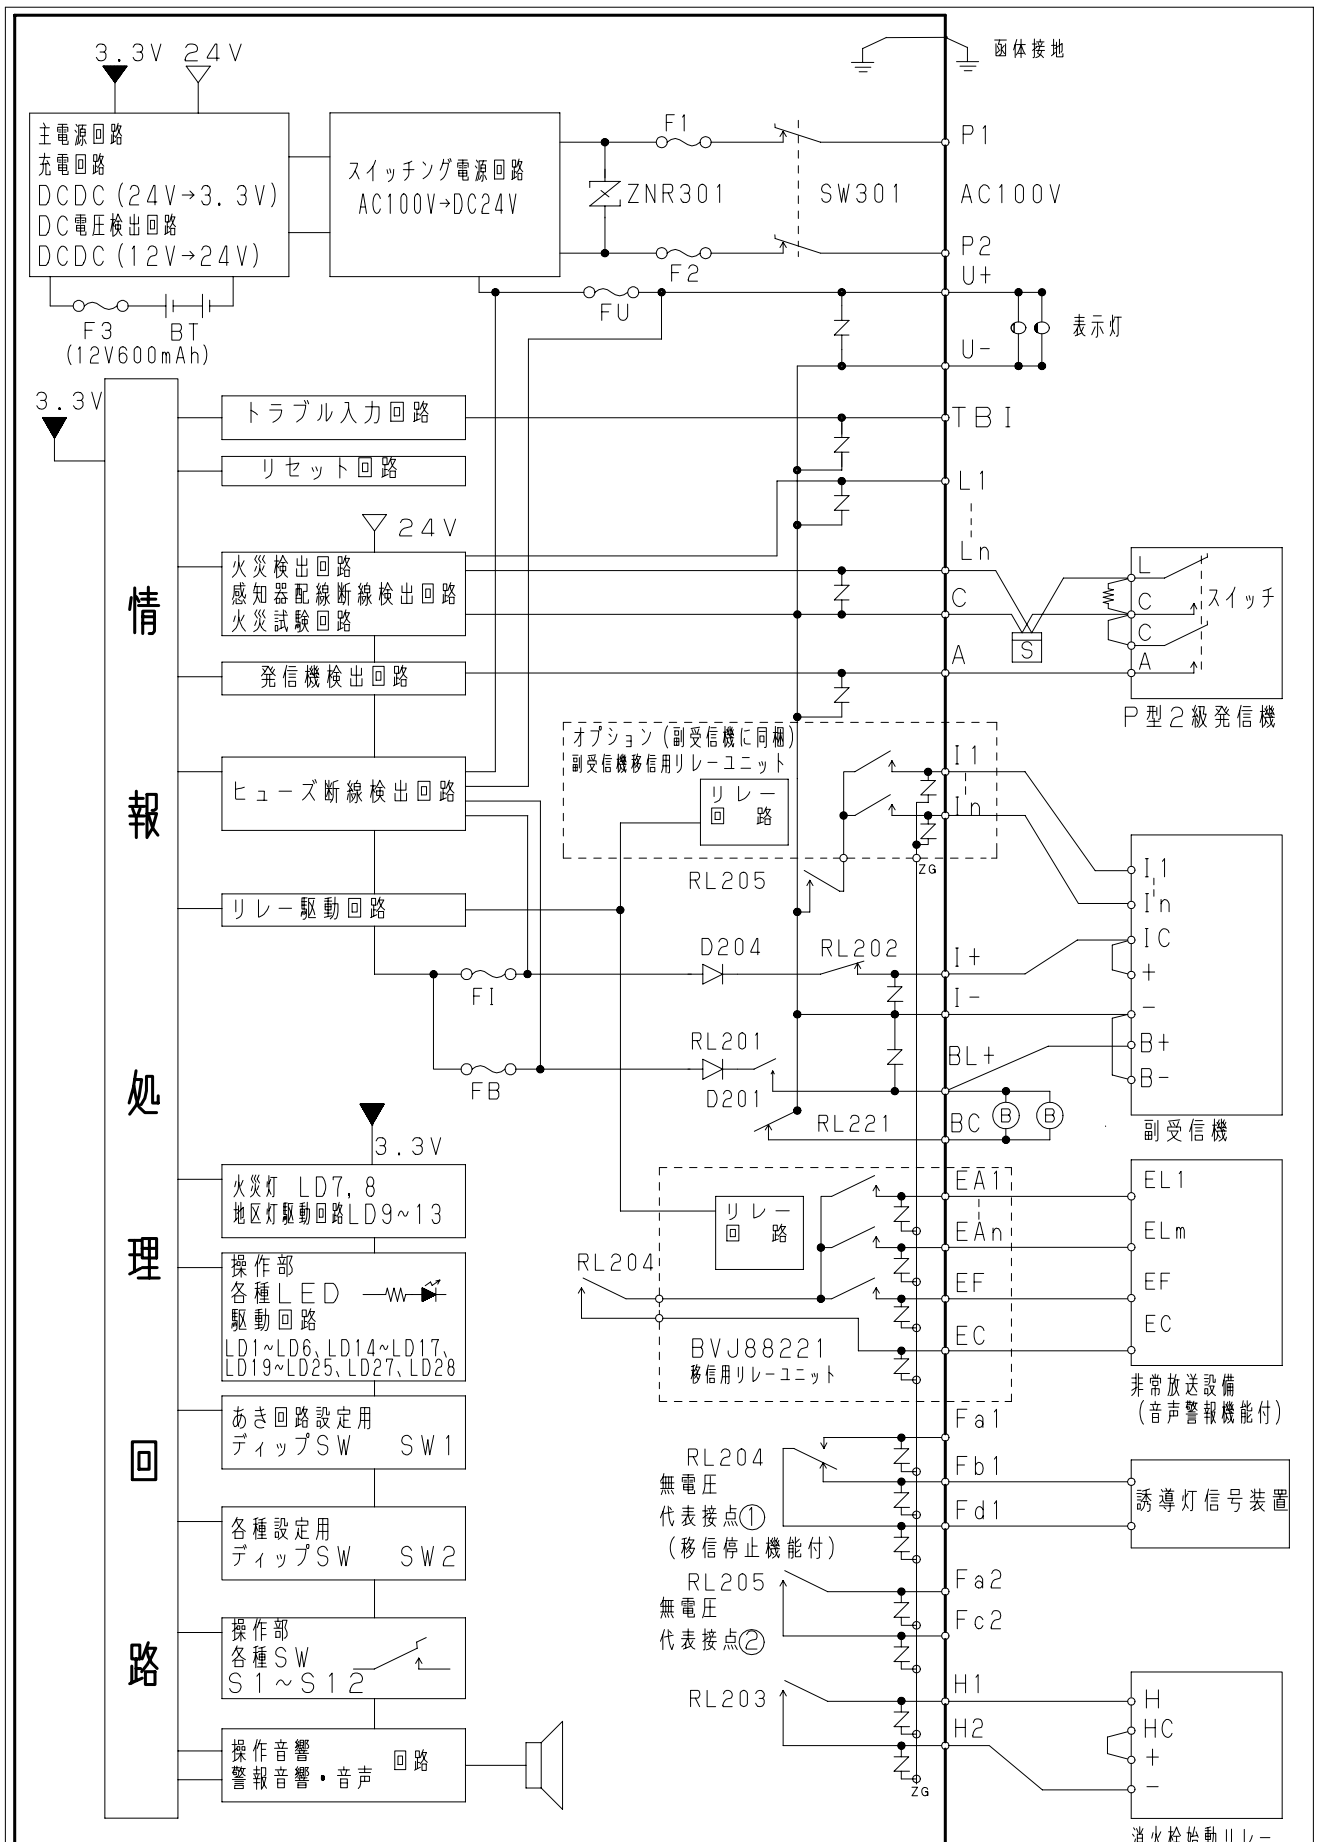 3.3V 24V
函体接地
主電源回路
充電回路
DCDC(24V→3.3V)
DC電圧検出回路
DCDC(12V→24V)
スイッチング電源回路
AC100V→DC24V
F1
ZNR301
SW301
F2
P1
AC100V
P2
U+
FU
F3
BT
(12V600mAh)
表示灯
U-
3.3V
トラブル入力回路
TBI
リセット回路
L1
Ln
24V
火災検出回路
感知器配線断線検出回路
火災試験回路
C
S
L
C
C
A
スイッチ
P型2級発信機
発信機検出回路
A
オプション(副受信機に同梱)
副受信機移信用リレーユニット
リレー
回 路
I1
In
ZG
ヒューズ断線検出回路
RL205
リレー駆動回路
D204
RL202
I+
I-
FI
RL201
D201
BL+
FB
RL221
BC
B
B
I1
In
IC
+
-
B+
B-
副受信機
情報処理回路
3.3V
火災灯 LD7,8
地区灯駆動回路LD9~13
操作部
各種LED
駆動回路
LD1~LD6、LD14~LD17、
LD19~LD25、LD27、LD28
リレー
回 路
RL204
EA1
EAn
EF
EC
BVJ88221
移信用リレーユニット
EL1
ELm
EF
EC
非常放送設備
(音声警報機能付)
あき回路設定用
ディップSW SW1
各種設定用
ディップSW SW2
RL204
無電圧
代表接点①
(移信停止機能付)
Fa1
Fb1
Fd1
誘導灯信号装置
RL205
無電圧
代表接点②
Fa2
Fc2
操作部
各種SW
S1~S12
RL203
H1
H2
ZG
操作音響
警報音響・音声
回路
H
HC
+
-
消火栓始動リレー